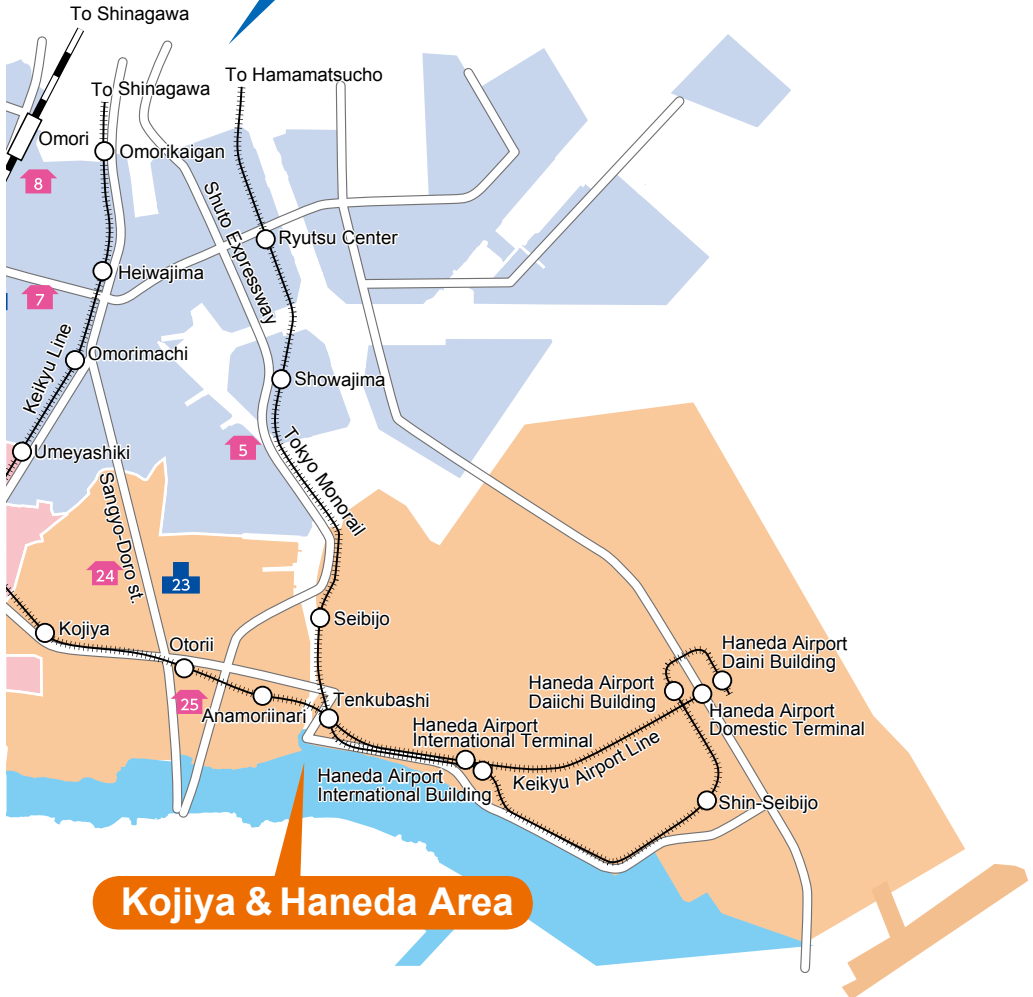 To Shinagawa
To Shinagawa
To Hamamatsucho
Omori
Omorikaigan
8
Shuto Expressway
Ryutsu Center
Heiwajima
7
Keikyu Line
Omorimachi
Showajima
5
Umeyashiki
Tokyo Monorail
Sangyo-Doro st.
24
23
Seibijo
Kojiya
Otorii
25
Anamoriinari
Tenkubashi
Haneda Airport
Daini Building
Haneda Airport
Daiichi Building
Haneda Airport
Domestic Terminal
Haneda Airport
International Terminal
Keikyu Airport Line
Haneda Airport
International Building
Shin-Seibijo
Kojiya & Haneda Area